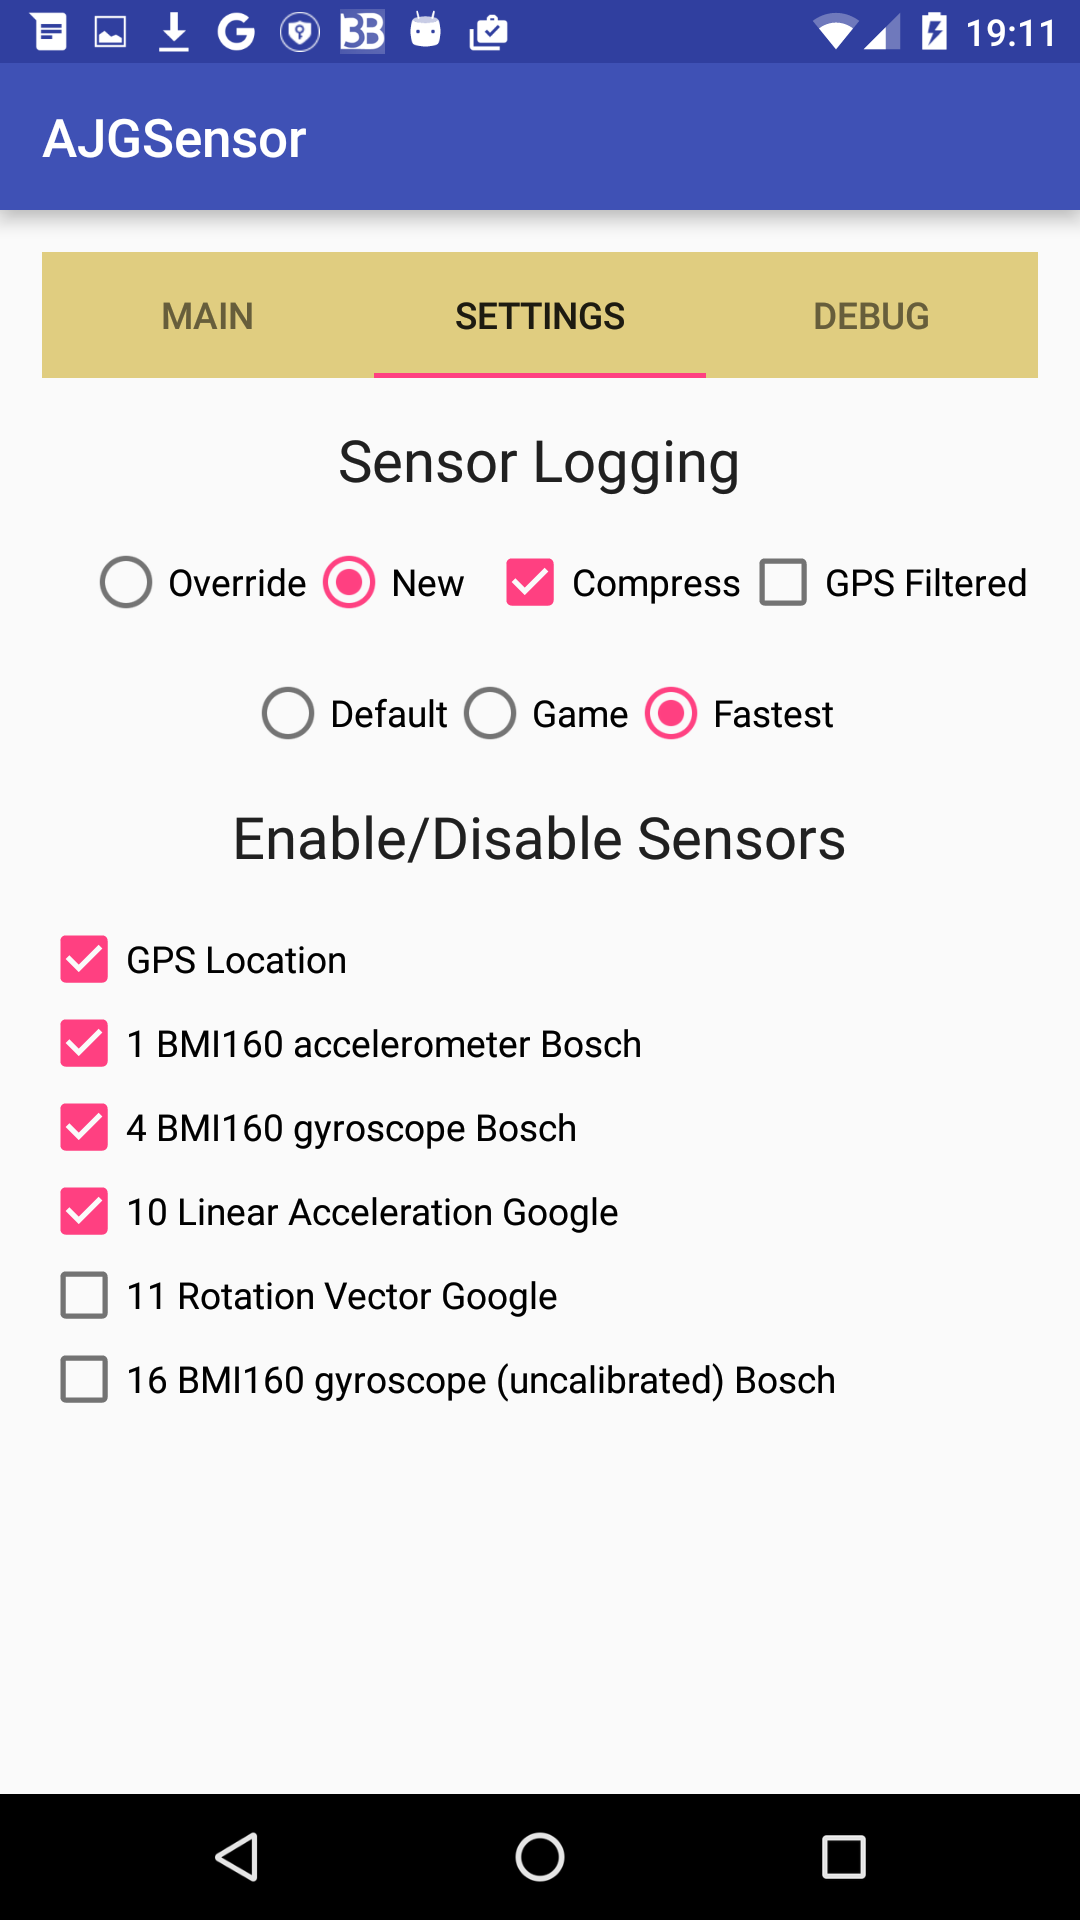 G 3B 19:11
AJGSensor
MAIN SETTINGS DEBUG
Sensor Logging
Override New Compress GPS Filtered
Default Game Fastest
Enable/Disable Sensors
GPS Location
1 BMI160 accelerometer Bosch
4 BMI160 gyroscope Bosch
10 Linear Acceleration Google
11 Rotation Vector Google
16 BMI160 gyroscope (uncalibrated) Bosch